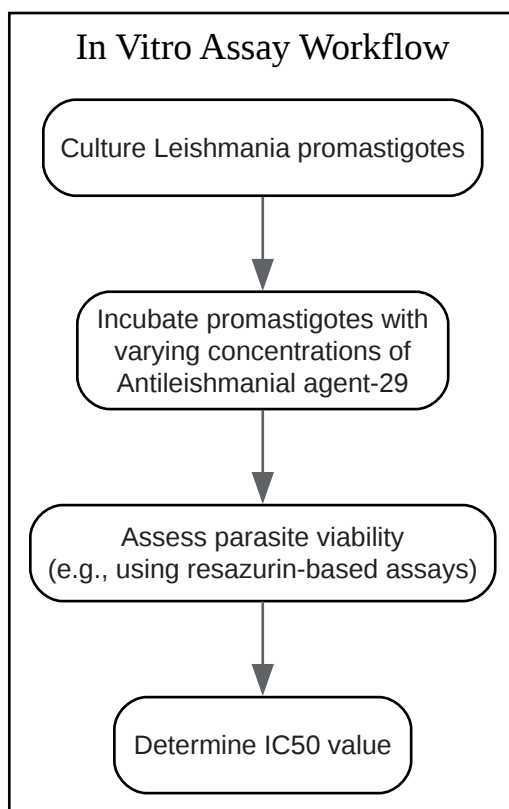 In Vitro Assay Workflow
Culture Leishmania promastigotes
Incubate promastigotes with
varying concentrations of
Antileishmanial agent-29
Assess parasite viability
(e.g., using resazurin-based assays)
Determine IC50 value